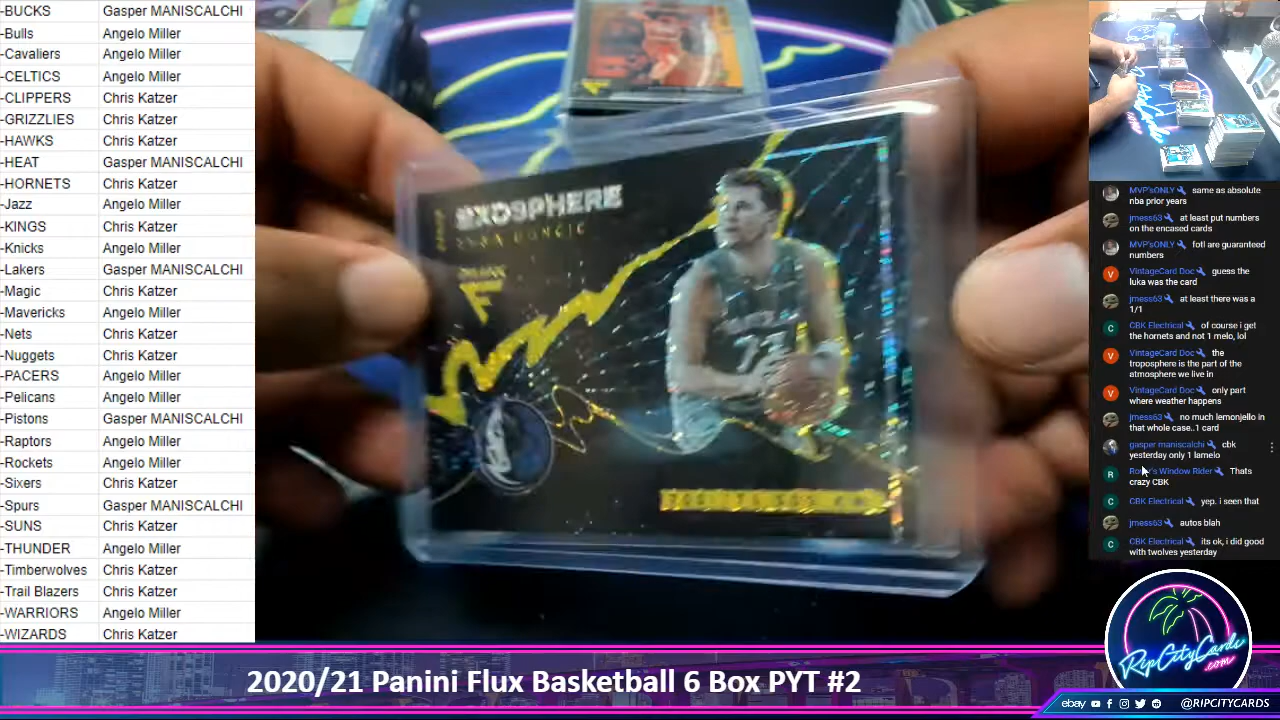 -BUCKS Gasper MANISCALCHI
-Bulls Angelo Miller
-Cavaliers Angelo Miller
-CELTICS Angelo Miller
-CLIPPERS Chris Katzer
-GRIZZLIES Chris Katzer
-HAWKS Chris Katzer
-HEAT Gasper MANISCALCHI
-HORNETS Chris Katzer
-Jazz Angelo Miller
-KINGS Chris Katzer
-Knicks Angelo Miller
-Lakers Gasper MANISCALCHI
-Magic Chris Katzer
-Mavericks Angelo Miller
-Nets Chris Katzer
-Nuggets Chris Katzer
-PACERS Angelo Miller
-Pelicans Angelo Miller
-Pistons Gasper MANISCALCHI
-Raptors Angelo Miller
-Rockets Angelo Miller
-Sixers Chris Katzer
-Spurs Gasper MANISCALCHI
-SUNS Chris Katzer
-THUNDER Angelo Miller
-Timberwolves Chris Katzer
-Trail Blazers Chris Katzer
-WARRIORS Angelo Miller
-WIZARDS Chris Katzer
EXOSPHERE
LUKA DONCIC
F
77
MVP'sONLY same as absolute
nba prior years
jmess63 at least put numbers
on the encased cards
MVP'sONLY fotl are guaranteed
numbers
V
VintageCard Doc guess the
luka was the card
jmess63 at least there was a
1/1
C
CBK Electrical of course i get
the hornets and not 1 melo, lol
V
VintageCard Doc the
troposphere is the part of the
atmosphere we live in
V
VintageCard Doc only part
where weather happens
jmess63 no much lemonjello in
that whole case..1 card
gasper maniscalchi cbk
yesterday only 1 lamelo
R
Window Rider Thats
crazy CBK
C
CBK Electrical yep. i seen that
jmess63 autos blah
C
CBK Electrical its ok, i did good
with twolves yesterday
RipCityCards
.com
2020/21 Panini Flux Basketball 6 Box PYT #2
ebay @RIPCITYCARDS